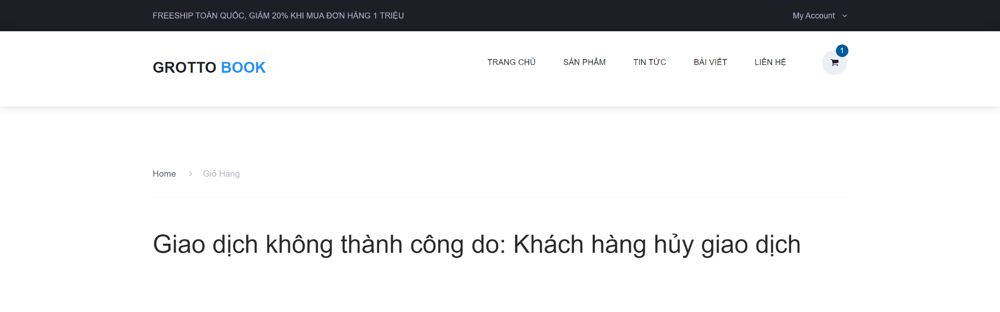 FREESHIP TOÀN QUỐC, GIẢM 20% KHI MUA ĐƠN HÀNG 1 TRIỆU
My Account
GROTTO BOOK
TRANG CHỦ
SẢN PHẨM
TIN TỨC
BÀI VIẾT
LIÊN HỆ
1
Home
Giỏ Hàng
Giao dịch không thành công do: Khách hàng hủy giao dịch